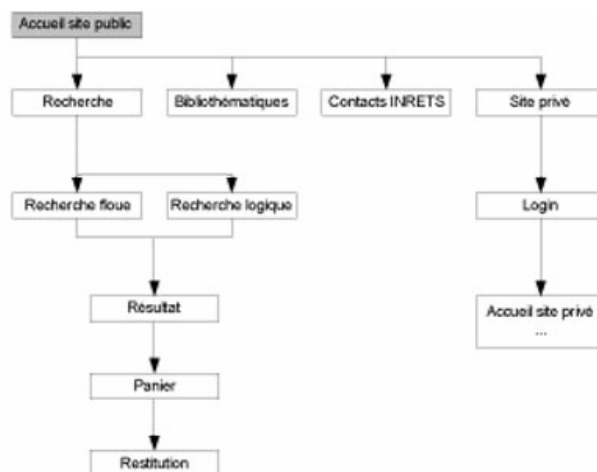 Accueil site public
Recherche
Bibliothématiques
Contacts INRETS
Site privé
Recherche floue
Recherche logique
Login
Résultat
Accueil site privé
...
Panier
Restitution